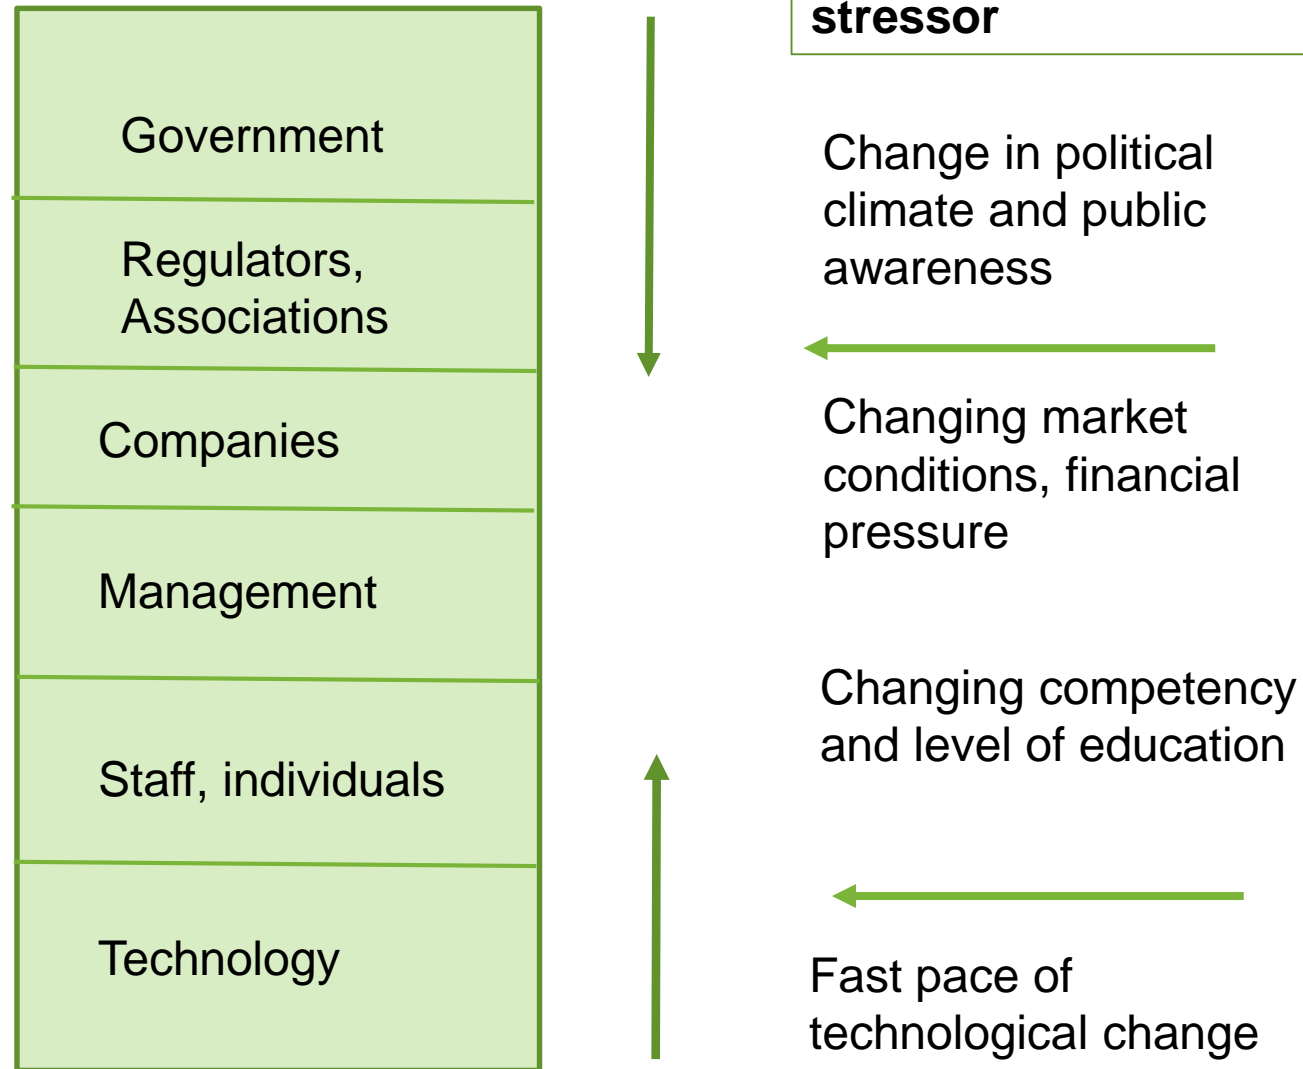 stressor
Government
Regulators,
Associations
Companies
Management
Staff, individuals
Technology
Change in political
climate and public
awareness
Changing market
conditions, financial
pressure
Changing competency
and level of education
Fast pace of
technological change